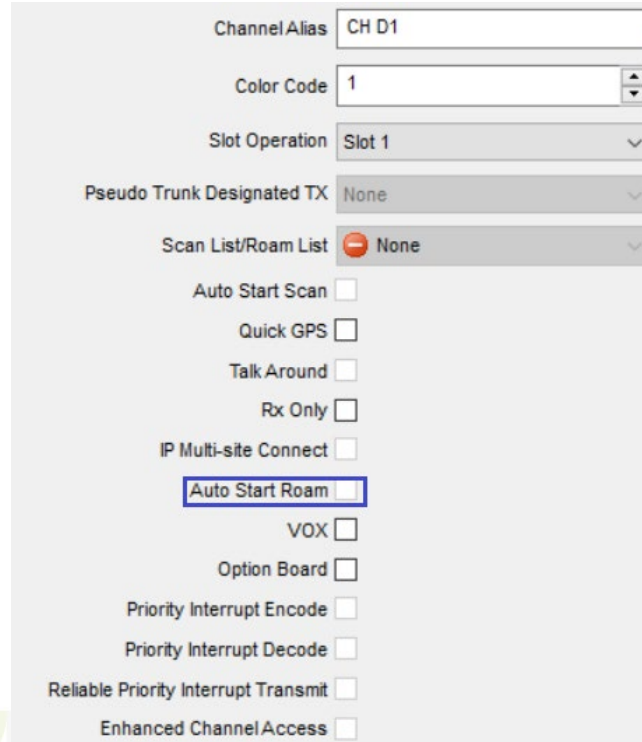 Channel Alias CH D1
Color Code 1
Slot Operation Slot 1
Pseudo Trunk Designated TX None
Scan List/Roam List None
Auto Start Scan
Quick GPS
Talk Around
Rx Only
IP Multi-site Connect
Auto Start Roam
VOX
Option Board
Priority Interrupt Encode
Priority Interrupt Decode
Reliable Priority Interrupt Transmit
Enhanced Channel Access